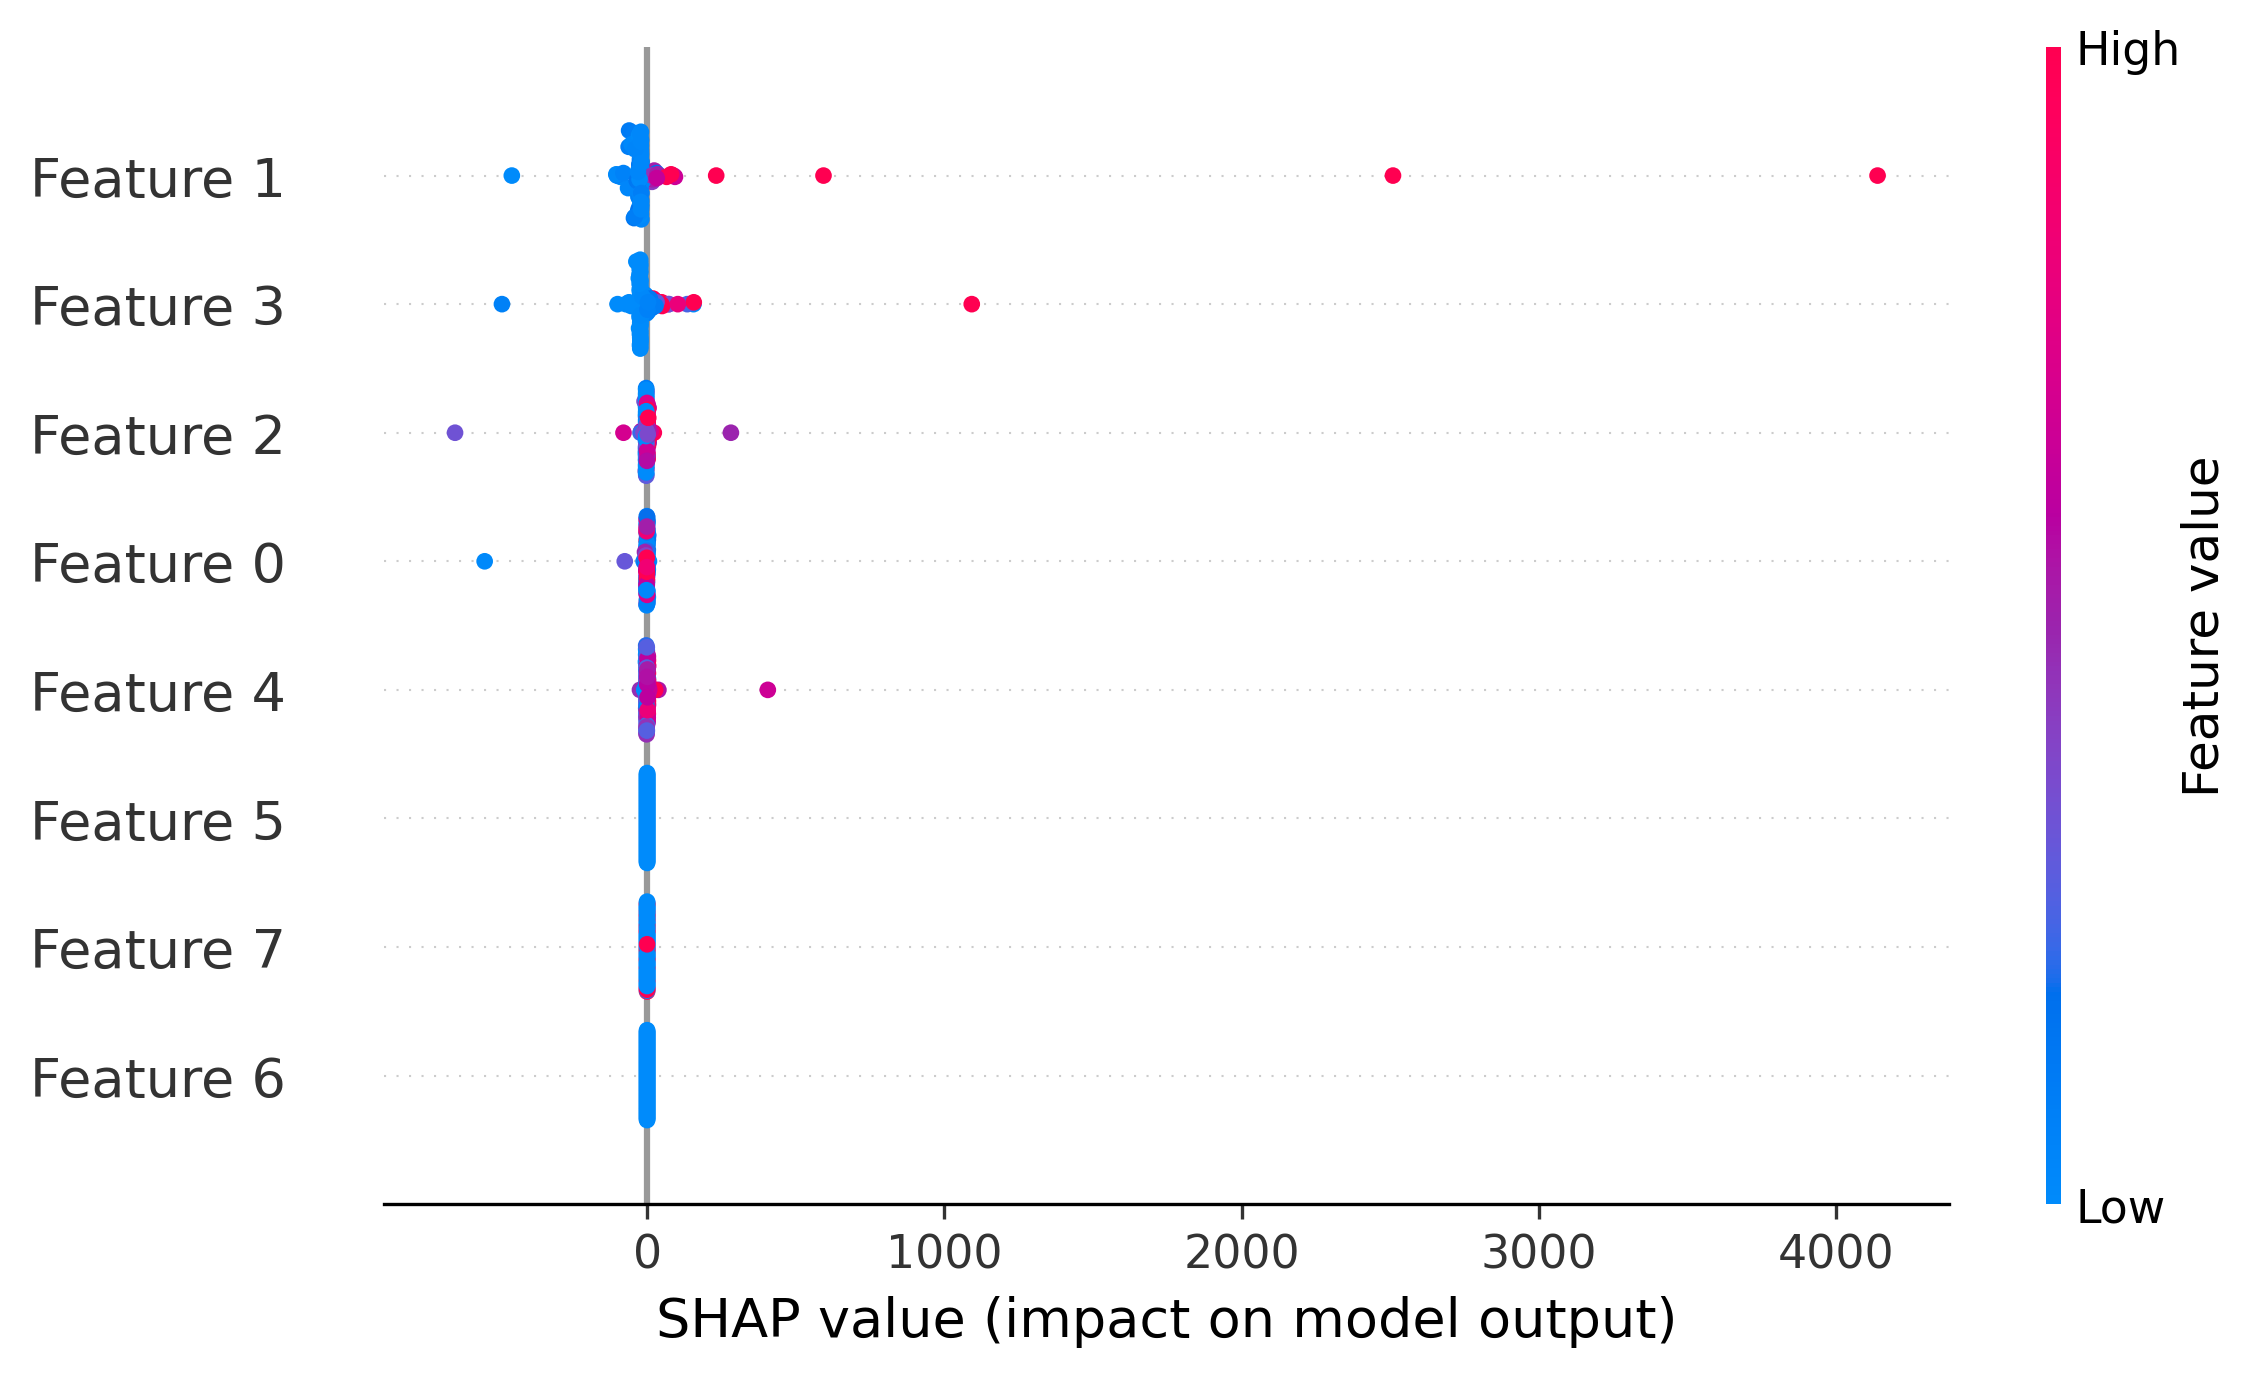 High
Feature 1
Feature 3
Feature 2
Feature 0
Feature 4
Feature 5
Feature 7
Feature 6
Feature value
Low
0 1000 2000 3000 4000
SHAP value (impact on model output)